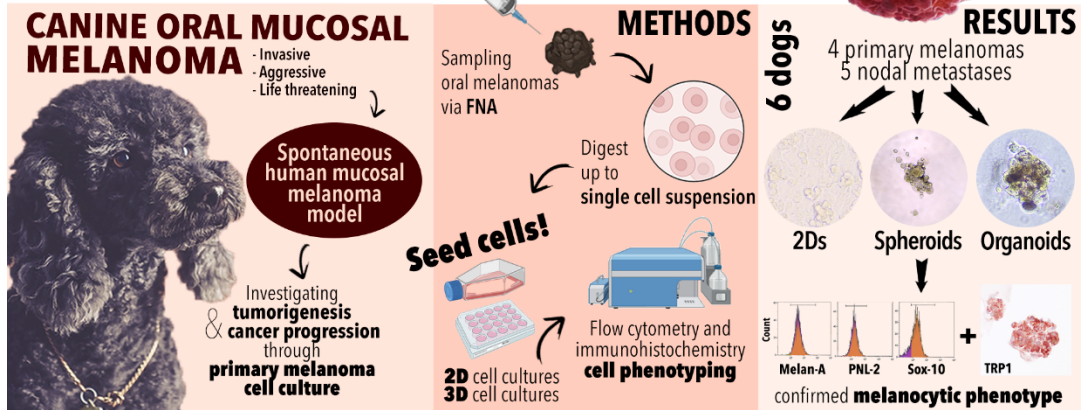 CANINE ORAL MUCOSAL
MELANOMA
- Invasive
- Aggressive
- Life threatening
Spontaneous
human mucosal
melanoma
model
Investigating
tumorigenesis
& cancer progression
through
primary melanoma
cell culture
METHODS
Sampling
oral melanomas
via FNA
Digest
up to
single cell suspension
Seed cells!
2D cell cultures
3D cell cultures
Flow cytometry and
immunohistochemistry
cell phenotyping
RESULTS
6 dogs
4 primary melanomas
5 nodal metastases
2Ds
Spheroids
Organoids
Count
Melan-A
PNL-2
Sox-10
+
TRP1
confirmed melanocytic phenotype